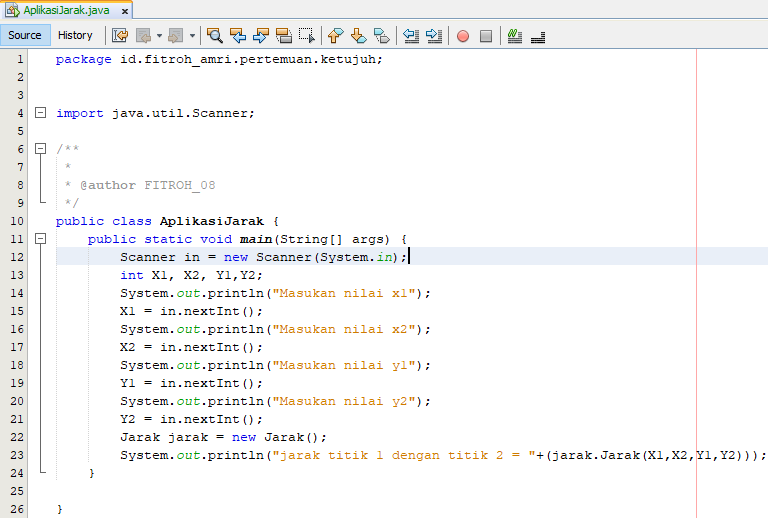 AplikasiJarak.java x
Source History
1 package id.fitroh_amri.pertemuan.ketujuh;
2
3
4 import java.util.Scanner;
5
6 /**
7  *
8  * @author FITROH_08
9  */
10 public class AplikasiJarak {
11     public static void main(String[] args) {
12         Scanner in = new Scanner(System.in);
13         int X1, X2, Y1,Y2;
14         System.out.println("Masukan nilai x1");
15         X1 = in.nextInt();
16         System.out.println("Masukan nilai x2");
17         X2 = in.nextInt();
18         System.out.println("Masukan nilai y1");
19         Y1 = in.nextInt();
20         System.out.println("Masukan nilai y2");
21         Y2 = in.nextInt();
22         Jarak jarak = new Jarak();
23         System.out.println("jarak titik 1 dengan titik 2 = "+(jarak.Jarak(X1,X2,Y1,Y2)));
24     }
25
26 }